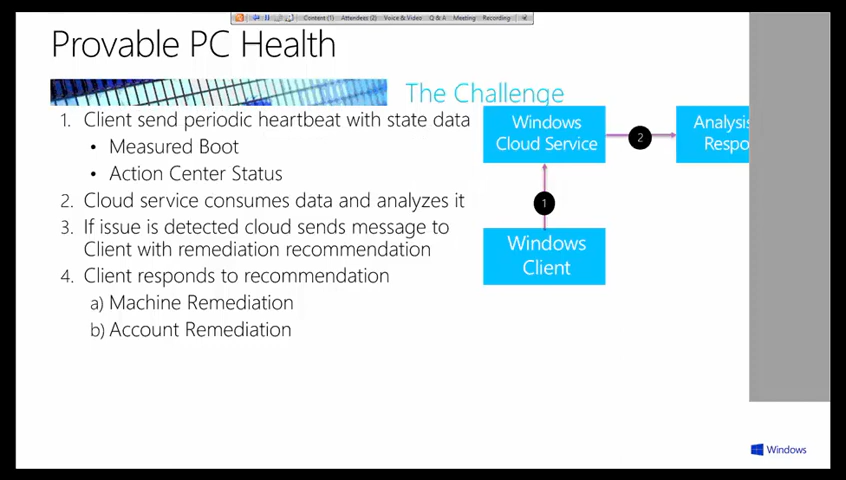 Content (1) Attendees (2) Voice & Video Q & A Meeting Recording
Provable PC Health
The Challenge
1. Client send periodic heartbeat with state data
• Measured Boot
• Action Center Status
2. Cloud service consumes data and analyzes it
3. If issue is detected cloud sends message to
Client with remediation recommendation
4. Client responds to recommendation
a) Machine Remediation
b) Account Remediation
Windows
Cloud Service
2
Analysis
Respo
1
Windows
Client
Windows